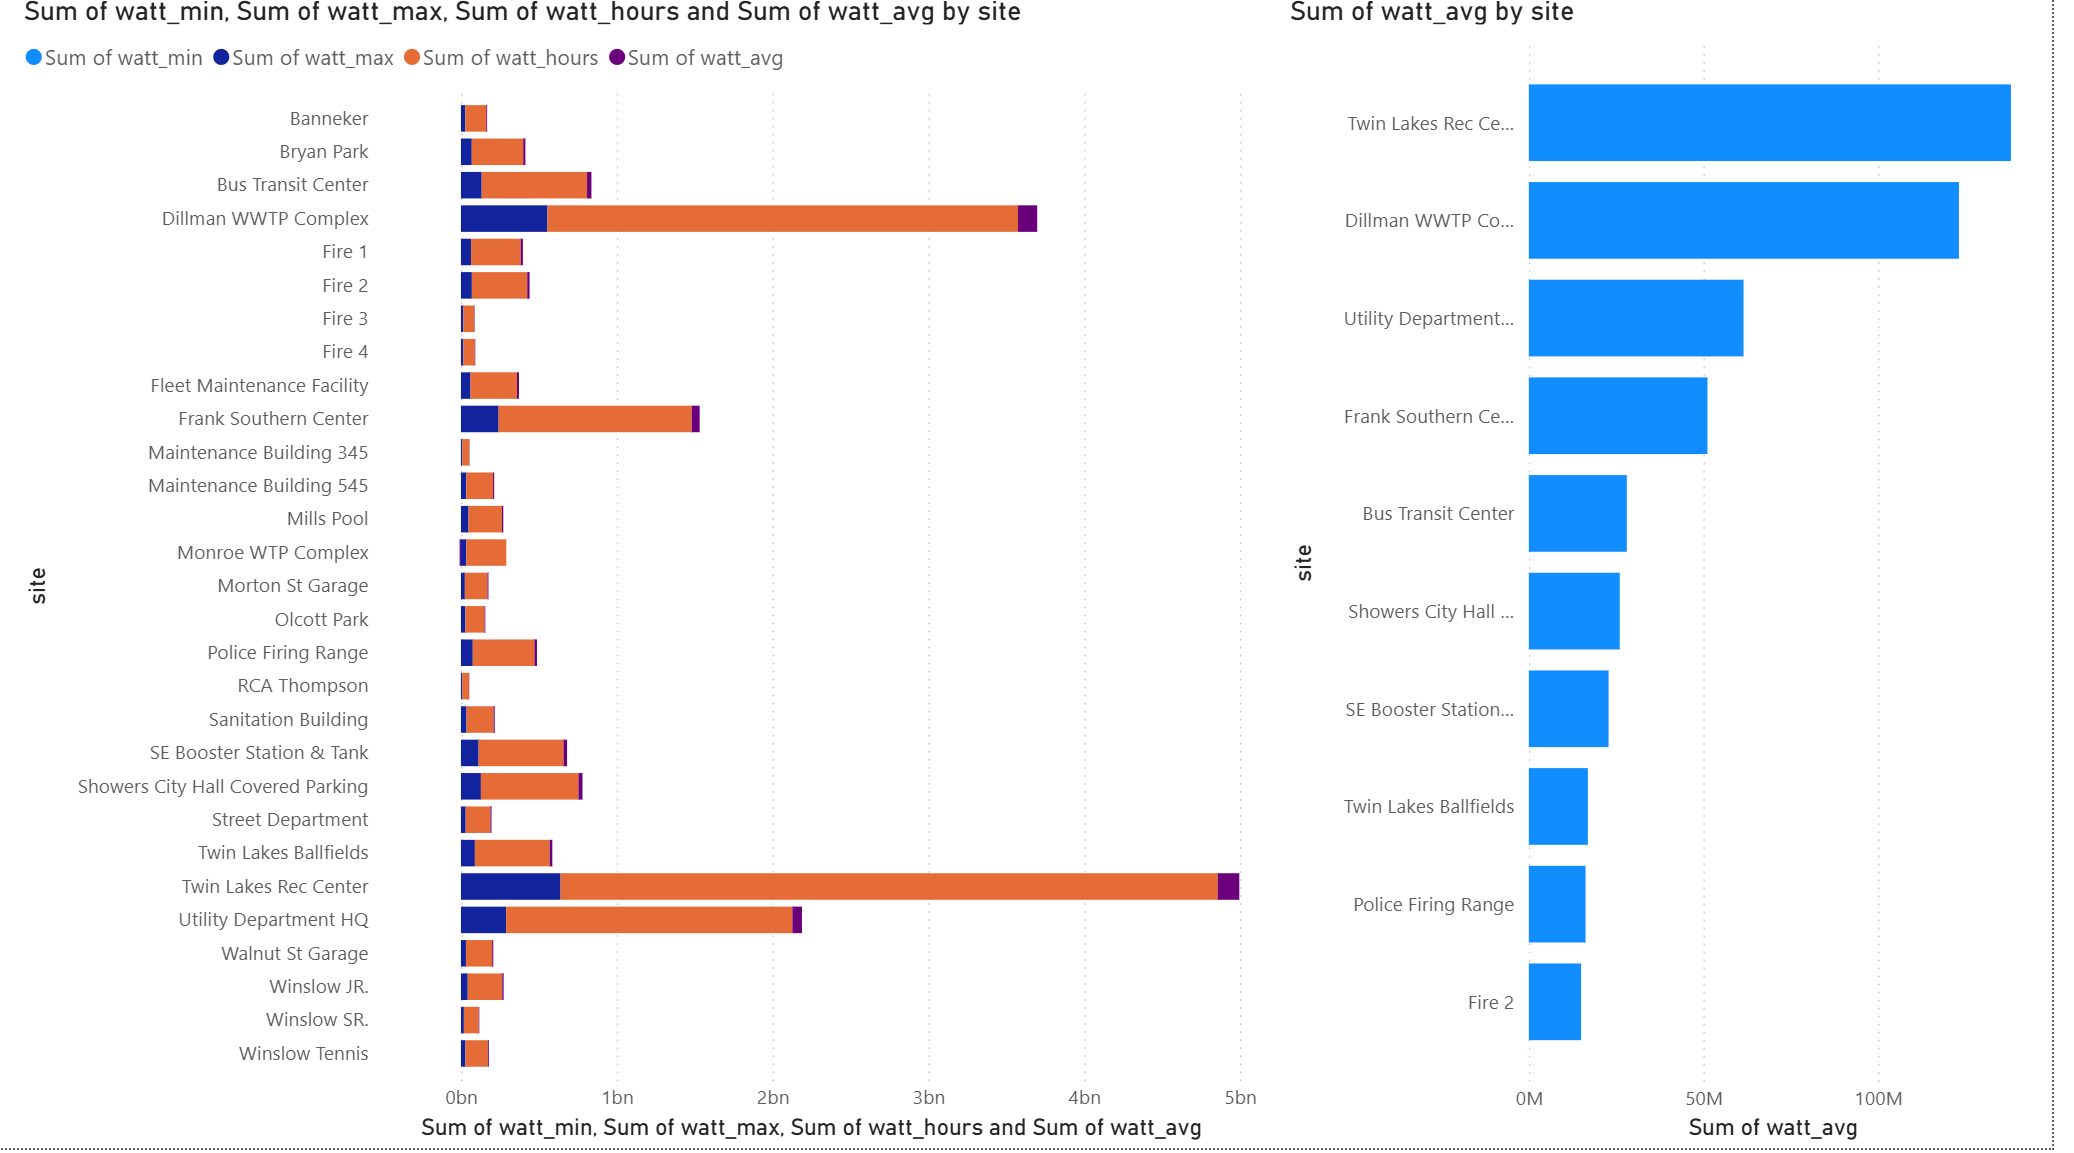 Sum of watt_min, Sum of watt_max, Sum of watt_hours and Sum of watt_avg by site
Sum of watt_min Sum of watt_max Sum of watt_hours Sum of watt_avg
site
Banneker
Bryan Park
Bus Transit Center
Dillman WWTP Complex
Fire 1
Fire 2
Fire 3
Fire 4
Fleet Maintenance Facility
Frank Southern Center
Maintenance Building 345
Maintenance Building 545
Mills Pool
Monroe WTP Complex
Morton St Garage
Olcott Park
Police Firing Range
RCA Thompson
Sanitation Building
SE Booster Station & Tank
Showers City Hall Covered Parking
Street Department
Twin Lakes Ballfields
Twin Lakes Rec Center
Utility Department HQ
Walnut St Garage
Winslow JR.
Winslow SR.
Winslow Tennis
0bn 1bn 2bn 3bn 4bn 5bn
Sum of watt_min, Sum of watt_max, Sum of watt_hours and Sum of watt_avg
Sum of watt_avg by site
site
Twin Lakes Rec Ce...
Dillman WWTP Co...
Utility Department...
Frank Southern Ce...
Bus Transit Center
Showers City Hall ...
SE Booster Station...
Twin Lakes Ballfields
Police Firing Range
Fire 2
0M 50M 100M
Sum of watt_avg